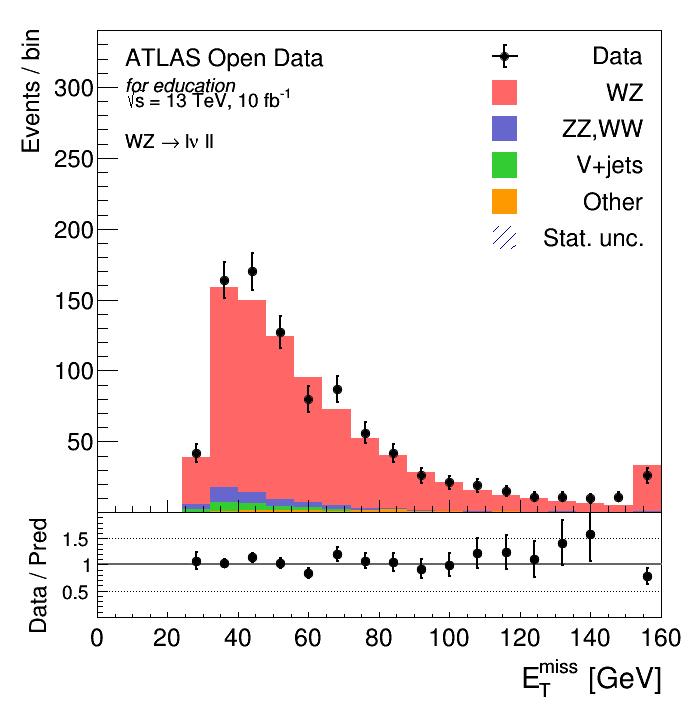 Events / bin
300
250
200
150
100
50
ATLAS Open Data
for education
√s = 13 TeV, 10 fb-1
WZ → lν ll
Data
WZ
ZZ,WW
V+jets
Other
Stat. unc.
Data / Pred
1.5
1
0.5
0 20 40 60 80 100 120 140 160
E_T^miss [GeV]